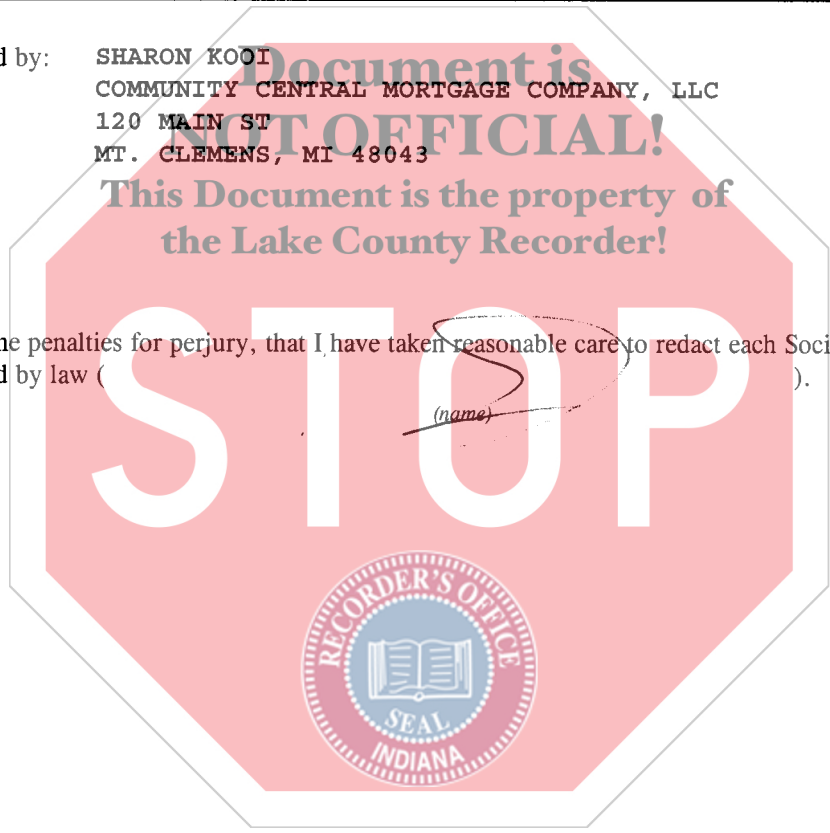 d by: SHARON KOOI
Document is
COMMUNITY CENTRAL MORTGAGE COMPANY, LLC
120 MAIN ST
NOT OFFICIAL!
MT. CLEMENS, MI 48043
This Document is the property of
the Lake County Recorder!
ne penalties for perjury, that I have taken reasonable care to redact each Soci
d by law ( ).
(name)
STOP
RECORDER'S OFFICE
SEAL
INDIANA